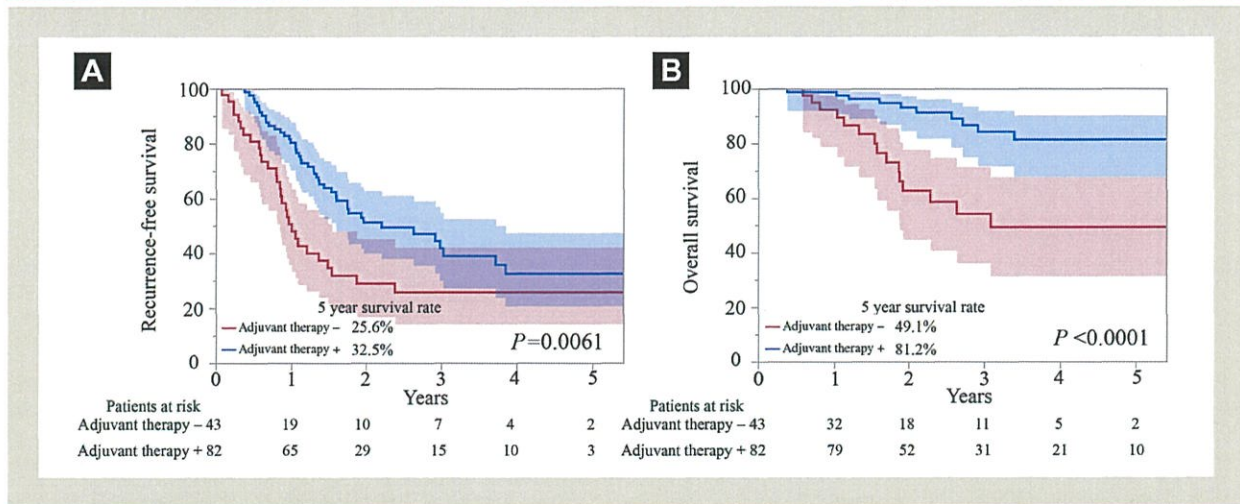 A
Recurrence-free survival
100
80
60
40
20
0
5 year survival rate
Adjuvant therapy – 25.6%
Adjuvant therapy + 32.5%
P=0.0061
0 1 2 3 4 5
Years
Patients at risk
Adjuvant therapy – 43 19 10 7 4 2
Adjuvant therapy + 82 65 29 15 10 3
B
Overall survival
100
80
60
40
20
0
5 year survival rate
Adjuvant therapy – 49.1%
Adjuvant therapy + 81.2%
P <0.0001
0 1 2 3 4 5
Years
Patients at risk
Adjuvant therapy – 43 32 18 11 5 2
Adjuvant therapy + 82 79 52 31 21 10